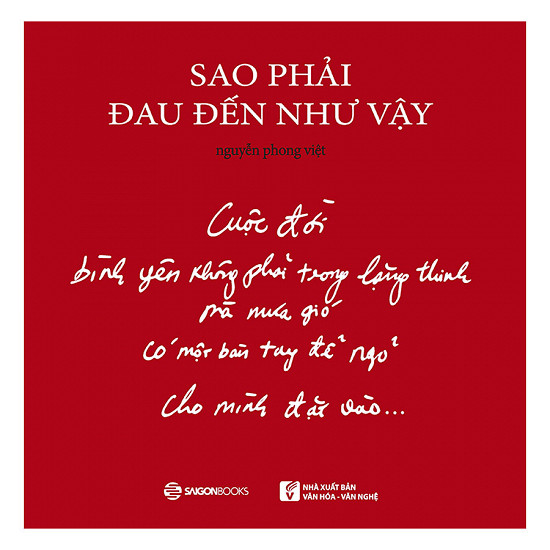 SAO PHẢI
ĐAU ĐẾN NHƯ VẬY
nguyễn phong việt
Cuộc đời
bình yên không phải trong lặng thinh
mà mưa gió
có một bàn tay để ngỏ
cho mình đặt vào...
SAIGONBOOKS
NHÀ XUẤT BẢN
VĂN HÓA - VĂN NGHỆ